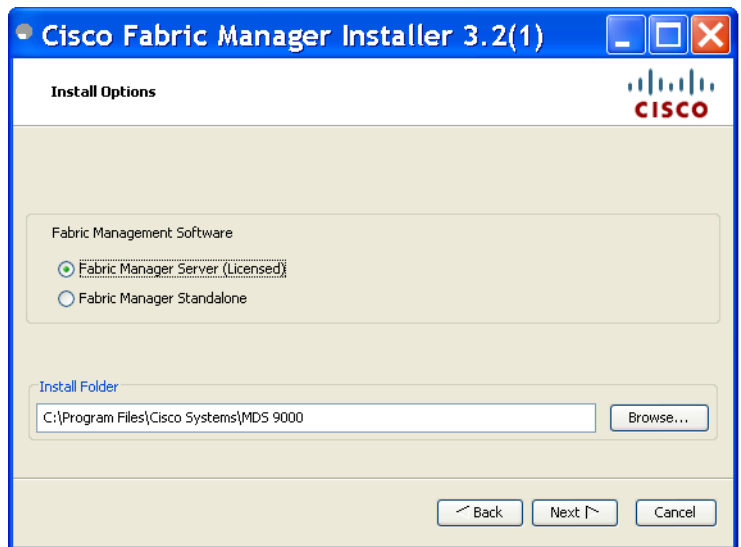 Cisco Fabric Manager Installer 3.2(1)
Install Options
CISCO
Fabric Management Software
Fabric Manager Server (Licensed)
Fabric Manager Standalone
Install Folder
C:\Program Files\Cisco Systems\MDS 9000
Browse...
Back
Next
Cancel